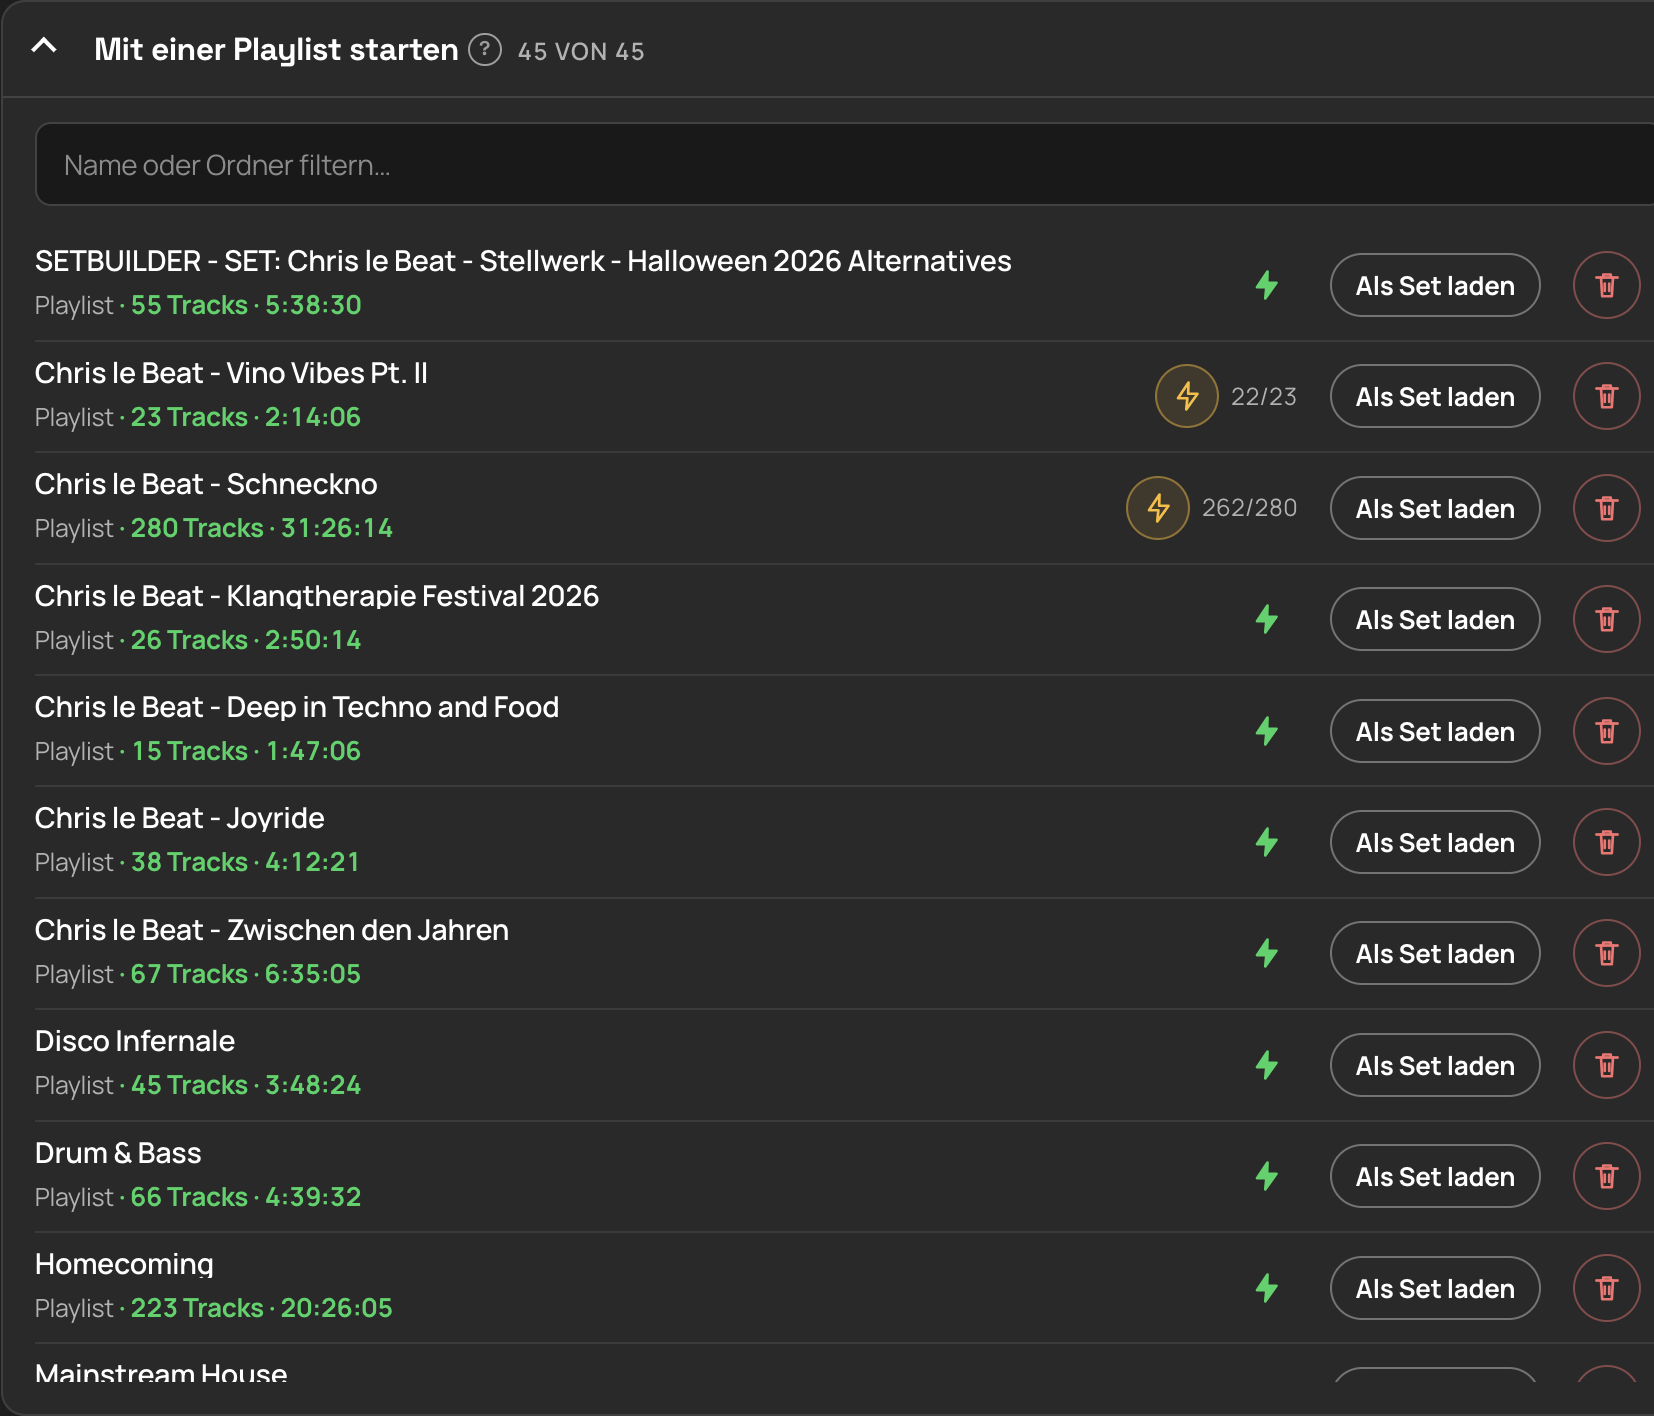 Mit einer Playlist starten ? 45 VON 45
Name oder Ordner filtern...
SETBUILDER - SET: Chris le Beat - Stellwerk - Halloween 2026 Alternatives
Playlist · 55 Tracks · 5:38:30
Als Set laden
Chris le Beat - Vino Vibes Pt. II
Playlist · 23 Tracks · 2:14:06
22/23 Als Set laden
Chris le Beat - Schneckno
Playlist · 280 Tracks · 31:26:14
262/280 Als Set laden
Chris le Beat - Klangtherapie Festival 2026
Playlist · 26 Tracks · 2:50:14
Als Set laden
Chris le Beat - Deep in Techno and Food
Playlist · 15 Tracks · 1:47:06
Als Set laden
Chris le Beat - Joyride
Playlist · 38 Tracks · 4:12:21
Als Set laden
Chris le Beat - Zwischen den Jahren
Playlist · 67 Tracks · 6:35:05
Als Set laden
Disco Infernale
Playlist · 45 Tracks · 3:48:24
Als Set laden
Drum & Bass
Playlist · 66 Tracks · 4:39:32
Als Set laden
Homecoming
Playlist · 223 Tracks · 20:26:05
Als Set laden
Mainstream House